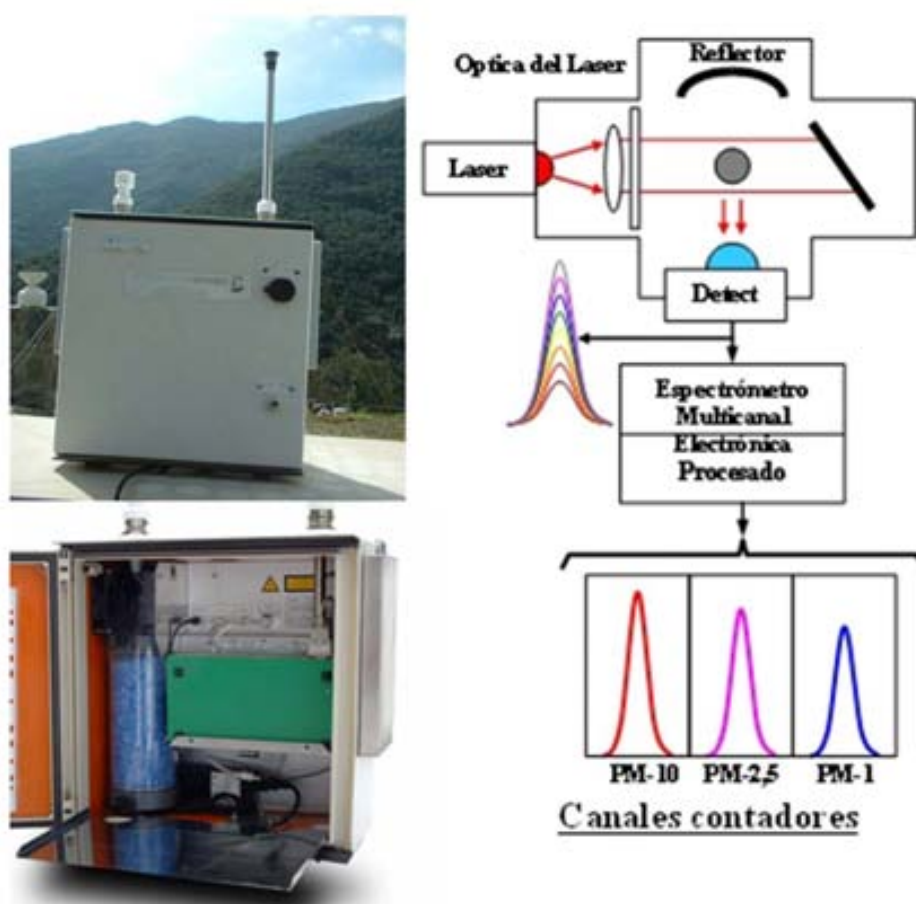 Optica del Laser
Reflector
Laser
Detect
Espectrómetro
Multicanal
Electrónica
Procesado
PM-10 PM-2,5 PM-1
Canales contadores